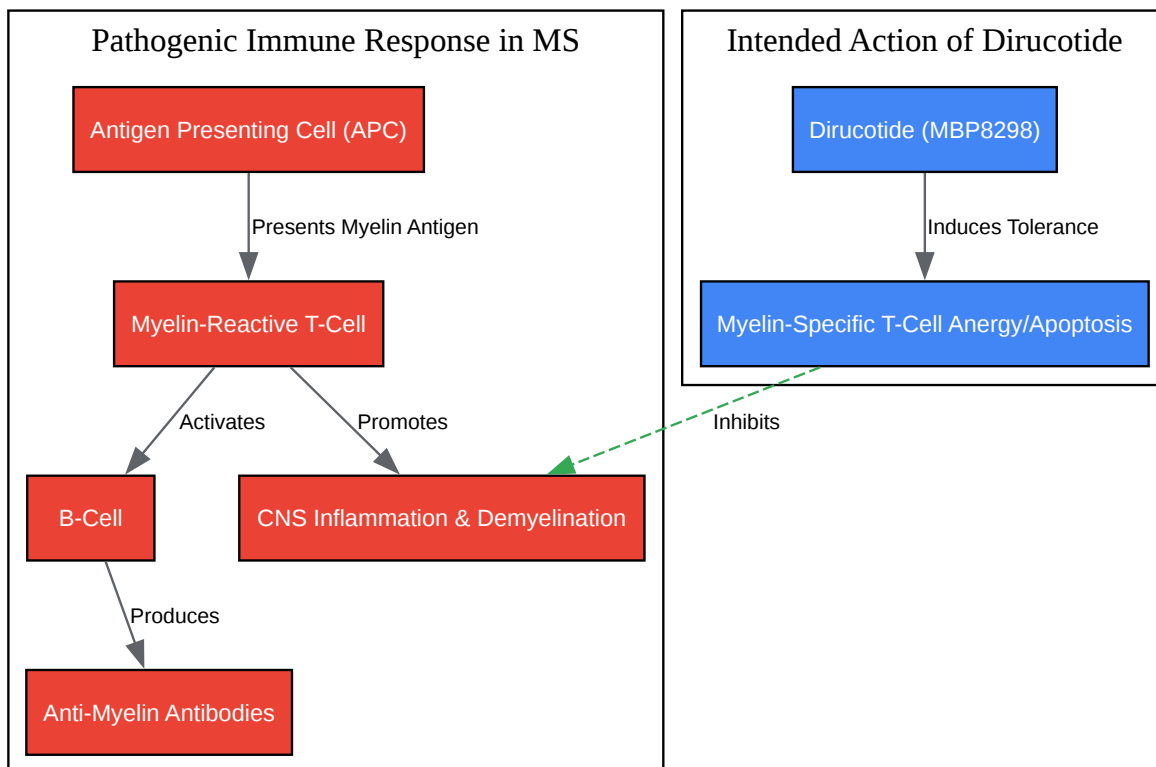 Pathogenic Immune Response in MS
Antigen Presenting Cell (APC)
Presents Myelin Antigen
Myelin-Reactive T-Cell
Activates
Promotes
B-Cell
CNS Inflammation & Demyelination
Produces
Anti-Myelin Antibodies
Intended Action of Dirucotide
Dirucotide (MBP8298)
Induces Tolerance
Myelin-Specific T-Cell Anergy/Apoptosis
Inhibits